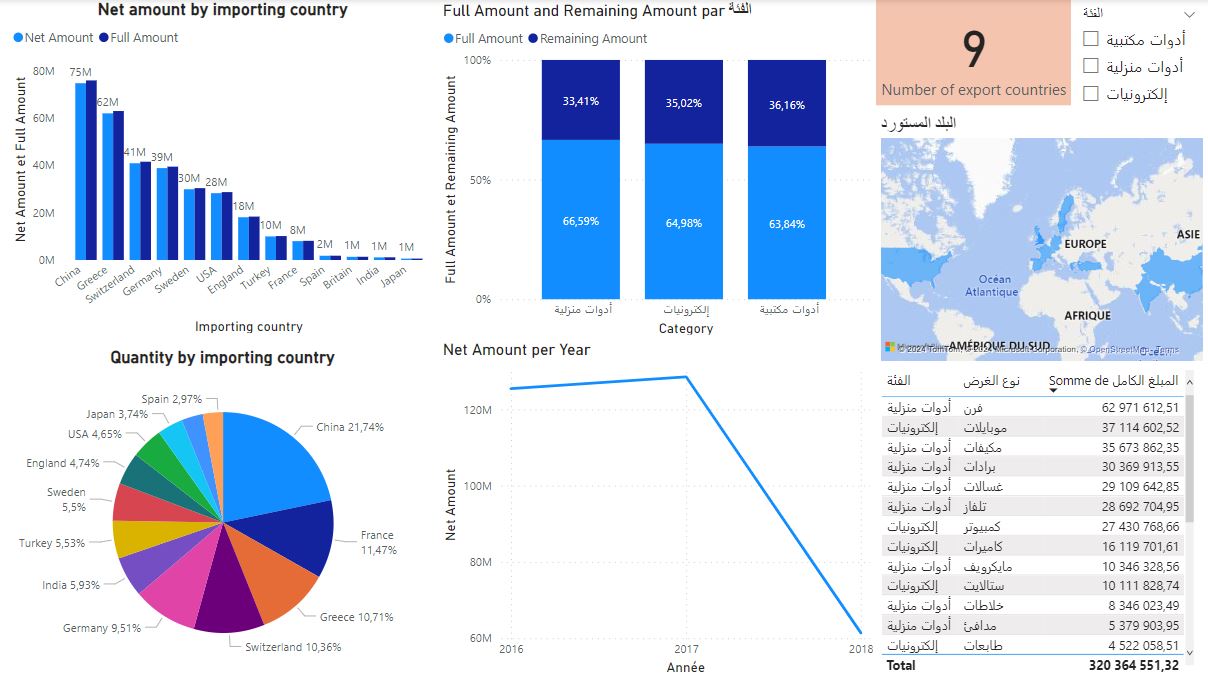 Net amount by importing country
Net Amount Full Amount
Net Amount et Full Amount
80M
60M
40M
20M
0M
75M
62M
41M
39M
30M
28M
18M
10M
8M
2M
1M
1M
1M
China
Greece
Switzerland
Germany
Sweden
USA
England
Turkey
France
Spain
Britain
India
Japan
Importing country
Full Amount and Remaining Amount par الفئة
Full Amount Remaining Amount
Full Amount et Remaining Amount
100%
50%
0%
33,41%
35,02%
36,16%
66,59%
64,98%
63,84%
أدوات منزلية
إلكترونيات
أدوات مكتبية
Category
9
Number of export countries
الفئة
أدوات مكتبية
أدوات منزلية
إلكترونيات
البلد المستورد
EUROPE
ASIE
Océan
Atlantique
AFRIQUE
AMÉRIQUE DU SUD
© 2024 TomTom, © 2024 Microsoft Corporation, © OpenStreetMap Terms
Quantity by importing country
Spain 2,97%
Japan 3,74%
USA 4,65%
England 4,74%
Sweden
5,5%
Turkey 5,53%
India 5,93%
Germany 9,51%
Switzerland 10,36%
Greece 10,71%
France
11,47%
China 21,74%
Net Amount per Year
Net Amount
120M
100M
80M
60M
2016
2017
2018
Année
الفئة نوع الغرض Somme de المبلغ الكامل
أدوات منزلية فرن 62 971 612,51
إلكترونيات موبايلات 37 114 602,52
أدوات منزلية مكيفات 35 673 862,35
أدوات منزلية برادات 30 369 913,55
أدوات منزلية غسالات 29 109 642,85
أدوات منزلية تلفاز 28 692 704,95
إلكترونيات كمبيوتر 27 430 768,66
إلكترونيات كاميرات 16 119 701,61
أدوات منزلية مايكرويف 10 346 328,56
إلكترونيات ستالايت 10 111 828,74
أدوات منزلية خلاطات 8 346 023,49
أدوات منزلية مدافئ 5 379 903,95
إلكترونيات طابعات 4 522 058,51
Total 320 364 551,32